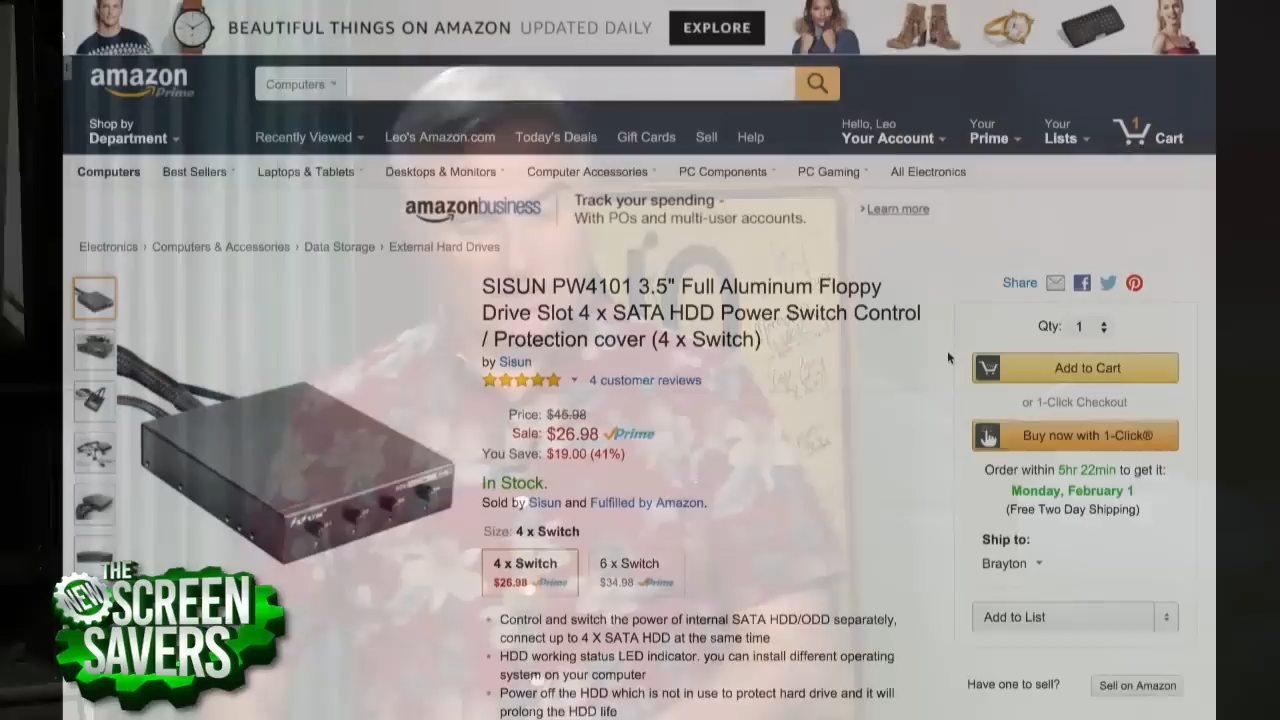 BEAUTIFUL THINGS ON AMAZON UPDATED DAILY EXPLORE
amazon
Prime
Computers
Shop by
Department
Recently Viewed Leo's Amazon.com Today's Deals Gift Cards Sell Help
Hello, Leo
Your Account
Your
Prime
Your
Lists
1
Cart
Computers Best Sellers Laptops & Tablets Desktops & Monitors Computer Accessories PC Components PC Gaming All Electronics
amazonbusiness
Track your spending -
With POs and multi-user accounts.
› Learn more
Electronics › Computers & Accessories › Data Storage › External Hard Drives
SISUN PW4101 3.5" Full Aluminum Floppy
Drive Slot 4 x SATA HDD Power Switch Control
/ Protection cover (4 x Switch)
by Sisun
4 customer reviews
Price: $45.98
Sale: $26.98 Prime
You Save: $19.00 (41%)
In Stock.
Sold by Sisun and Fulfilled by Amazon.
Size: 4 x Switch
4 x Switch
$26.98 Prime
6 x Switch
$34.98 Prime
• Control and switch the power of internal SATA HDD/ODD separately,
connect up to 4 X SATA HDD at the same time
• HDD working status LED indicator. you can install different operating
system on your computer
• Power off the HDD which is not in use to protect hard drive and it will
prolong the HDD life
Share
Qty: 1
Add to Cart
or 1-Click Checkout
Buy now with 1-Click®
Order within 5hr 22min to get it:
Monday, February 1
(Free Two Day Shipping)
Ship to:
Brayton
Add to List
Have one to sell? Sell on Amazon
THE
NEW
SCREEN
SAVERS